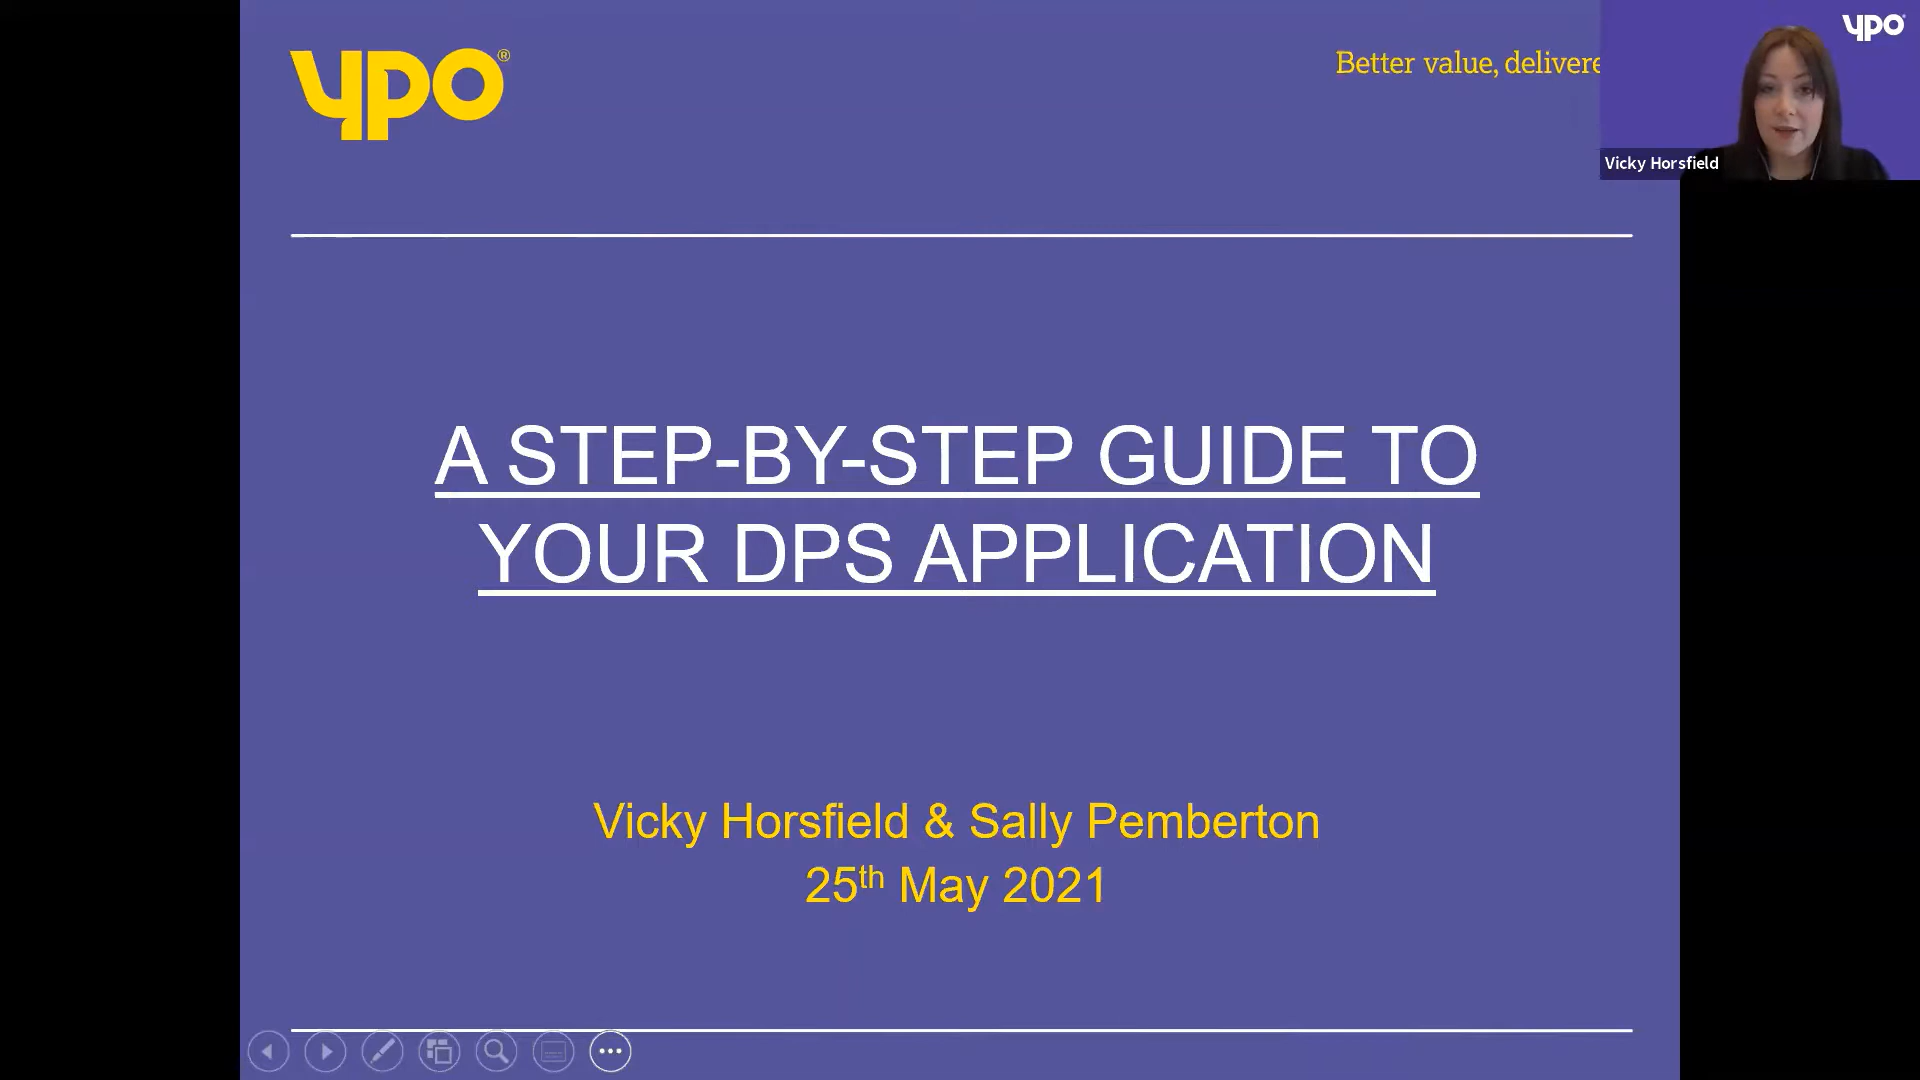 ypo®
Better value, delivere
ypo
Vicky Horsfield
A STEP-BY-STEP GUIDE TO
YOUR DPS APPLICATION
Vicky Horsfield & Sally Pemberton
25th May 2021